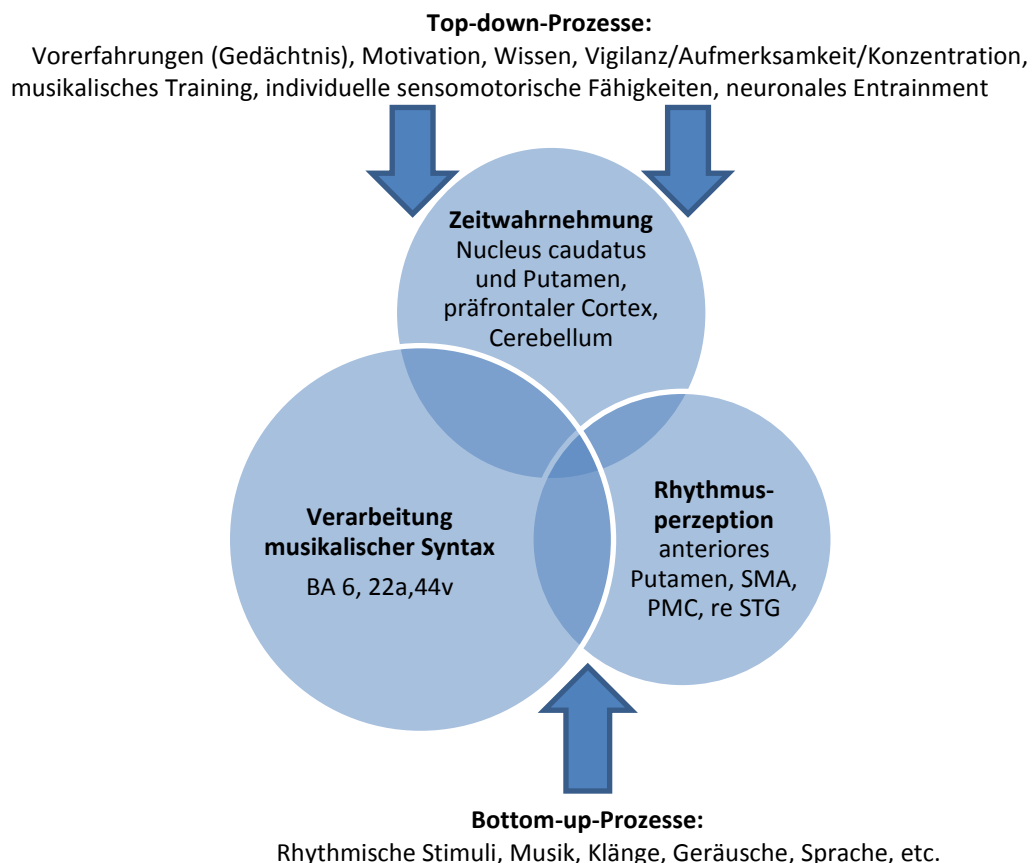 Top-down-Prozesse:
Vorerfahrungen (Gedächtnis), Motivation, Wissen, Vigilanz/Aufmerksamkeit/Konzentration,
musikalisches Training, individuelle sensomotorische Fähigkeiten, neuronales Entrainment
Zeitwahrnehmung
Nucleus caudatus
und Putamen,
präfrontaler Cortex,
Cerebellum
Verarbeitung
musikalischer Syntax
BA 6, 22a,44v
Rhythmus-
perzeption
anteriores
Putamen, SMA,
PMC, re STG
Bottom-up-Prozesse:
Rhythmische Stimuli, Musik, Klänge, Geräusche, Sprache, etc.